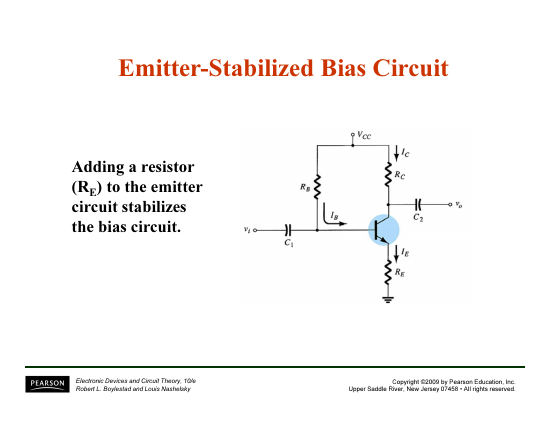 Emitter-Stabilized Bias Circuit
Adding a resistor
(R_E) to the emitter
circuit stabilizes
the bias circuit.
V_CC
I_C
R_C
R_B
v_o
C_2
I_B
v_i
C_1
I_E
R_E
PEARSON
Electronic Devices and Circuit Theory, 10/e
Robert L. Boylestad and Louis Nashelsky
Copyright ©2009 by Pearson Education, Inc.
Upper Saddle River, New Jersey 07458 • All rights reserved.